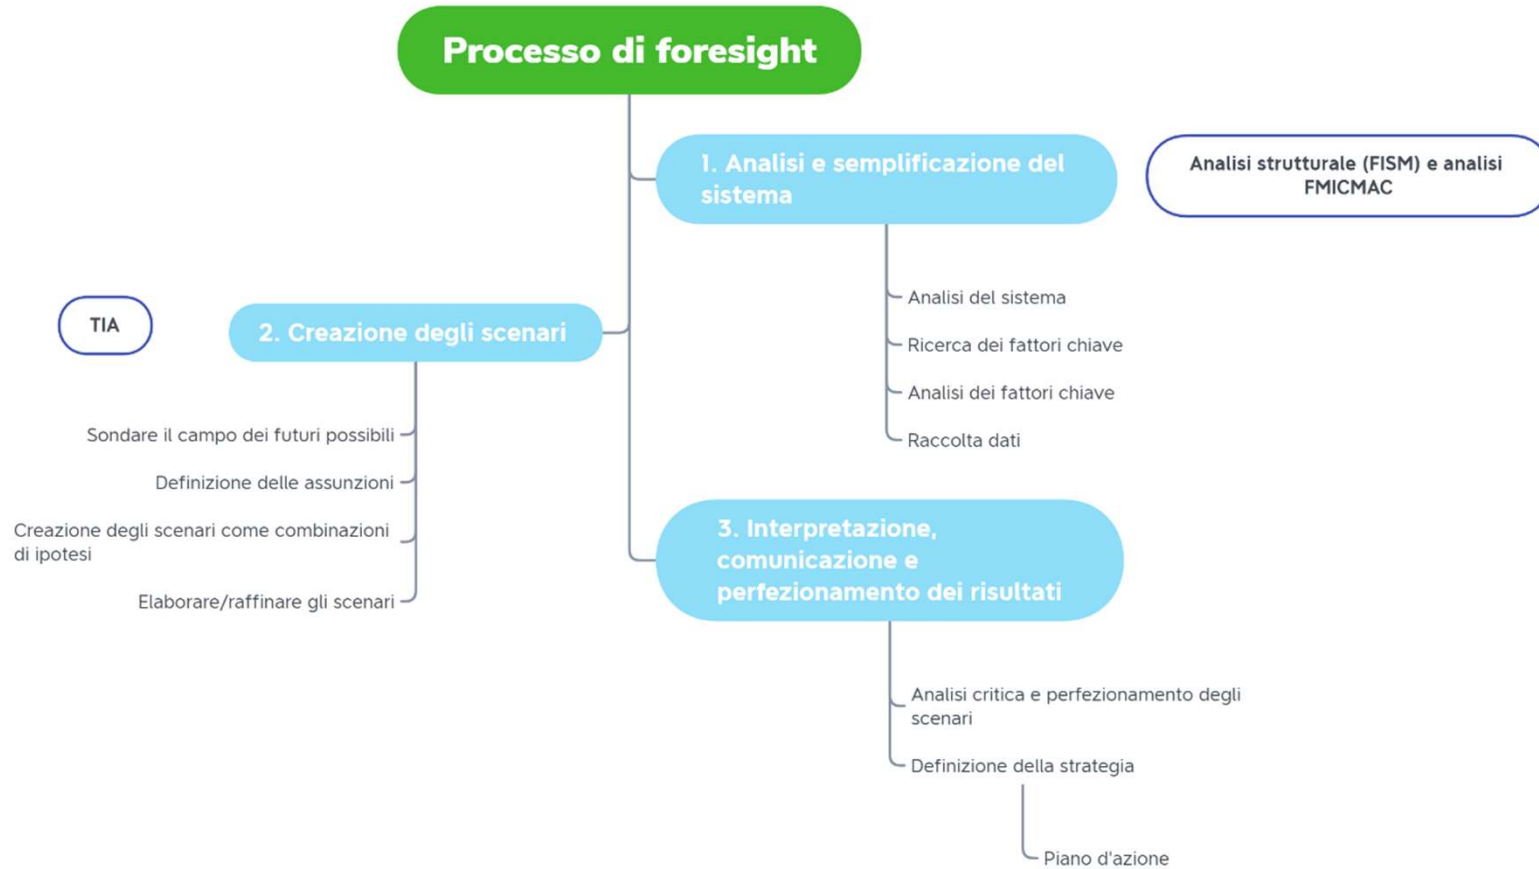 Processo di foresight
1. Analisi e semplificazione del
sistema
Analisi strutturale (FISM) e analisi
FMICMAC
Analisi del sistema
Ricerca dei fattori chiave
Analisi dei fattori chiave
Raccolta dati
TIA
2. Creazione degli scenari
Sondare il campo dei futuri possibili
Definizione delle assunzioni
Creazione degli scenari come combinazioni
di ipotesi
Elaborare/raffinare gli scenari
3. Interpretazione,
comunicazione e
perfezionamento dei risultati
Analisi critica e perfezionamento degli
scenari
Definizione della strategia
Piano d'azione